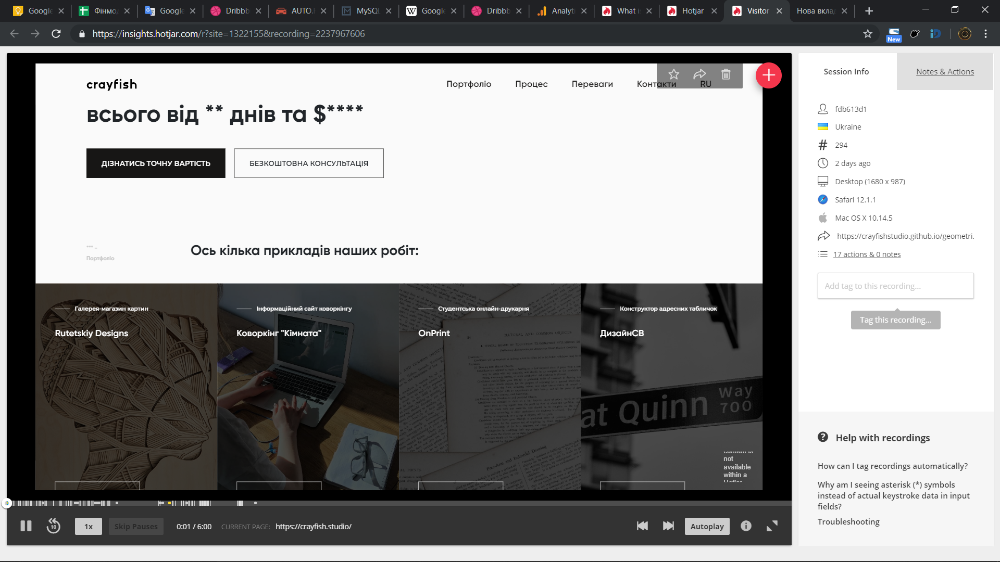 Google
Фінмо
Google
Dribbb
AUTO.
MySQL
Google
Dribbb
Analyti
What i
Hotjar
Visitor
Нова вкла
https://insights.hotjar.com/r?site=1322155&recording=2237967606
New
crayfish
Портфоліо
Процес
Переваги
Контакти
RU
всього від ** днів та $****
ДІЗНАТИСЬ ТОЧНУ ВАРТІСТЬ
БЕЗКОШТОВНА КОНСУЛЬТАЦІЯ
Портфоліо
Ось кілька прикладів наших робіт:
Галерея-магазин картин
Rutetskiy Designs
Інформаційний сайт коворкінгу
Коворкінг "Кімната"
Студентська онлайн-друкарня
OnPrint
Конструктор адресних табличок
ДизайнСВ
NATURAL AND COMMON OBJECTS
at Quinn
Way
700
content is
not
available
within a
Session Info
Notes & Actions
fdb613d1
Ukraine
294
2 days ago
Desktop (1680 x 987)
Safari 12.1.1
Mac OS X 10.14.5
https://crayfishstudio.github.io/geometri.
17 actions & 0 notes
Add tag to this recording...
Tag this recording...
Help with recordings
How can I tag recordings automatically?
Why am I seeing asterisk (*) symbols
instead of actual keystroke data in input
fields?
Troubleshooting
10
1x
Skip Pauses
0:01 / 6:00
CURRENT PAGE:
https://crayfish.studio/
Autoplay